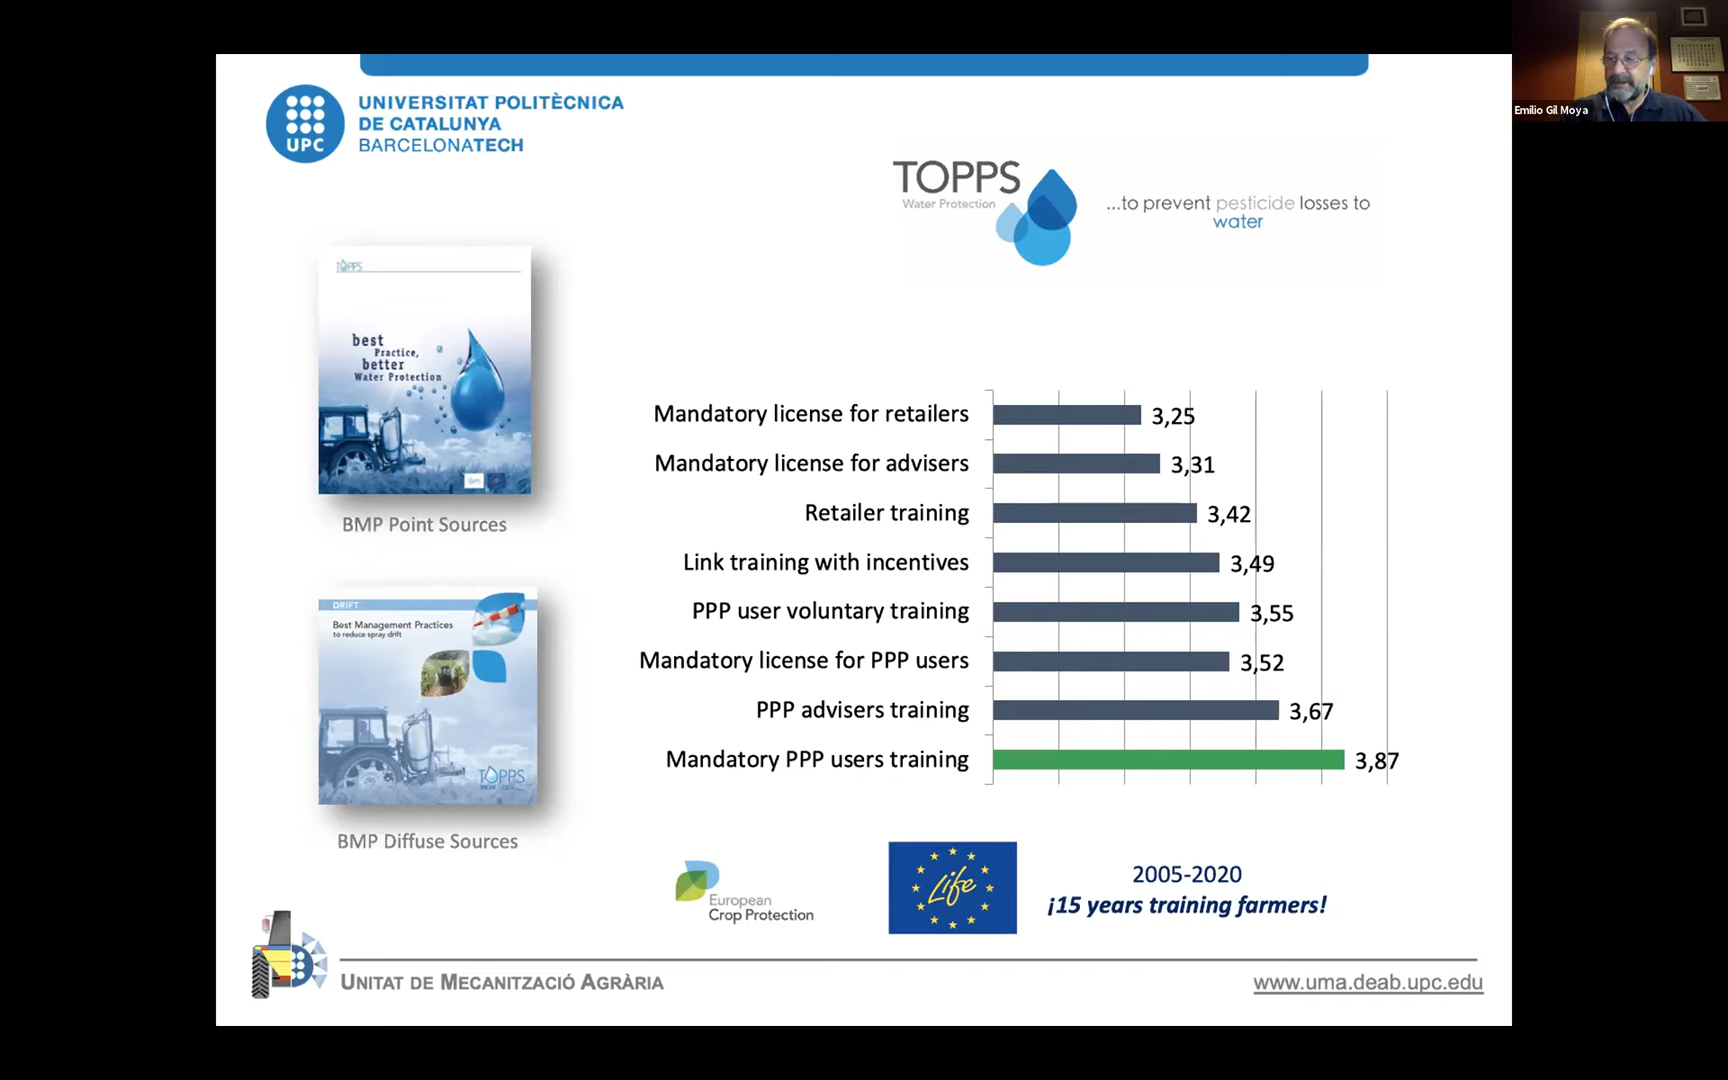 Emilio Gil Moya
UNIVERSITAT POLITÈCNICA
DE CATALUNYA
BARCELONATECH
UPC
TOPPS
Water Protection
...to prevent pesticide losses to
water
TOPPS
best
Practice,
better
Water Protection
BMP Point Sources
DRIFT
Best Management Practices
to reduce spray drift
TOPPS
BMP Diffuse Sources
Mandatory license for retailers 3,25
Mandatory license for advisers 3,31
Retailer training 3,42
Link training with incentives 3,49
PPP user voluntary training 3,55
Mandatory license for PPP users 3,52
PPP advisers training 3,67
Mandatory PPP users training 3,87
European
Crop Protection
Life
2005-2020
¡15 years training farmers!
UNITAT DE MECANITZACIÓ AGRÀRIA
www.uma.deab.upc.edu